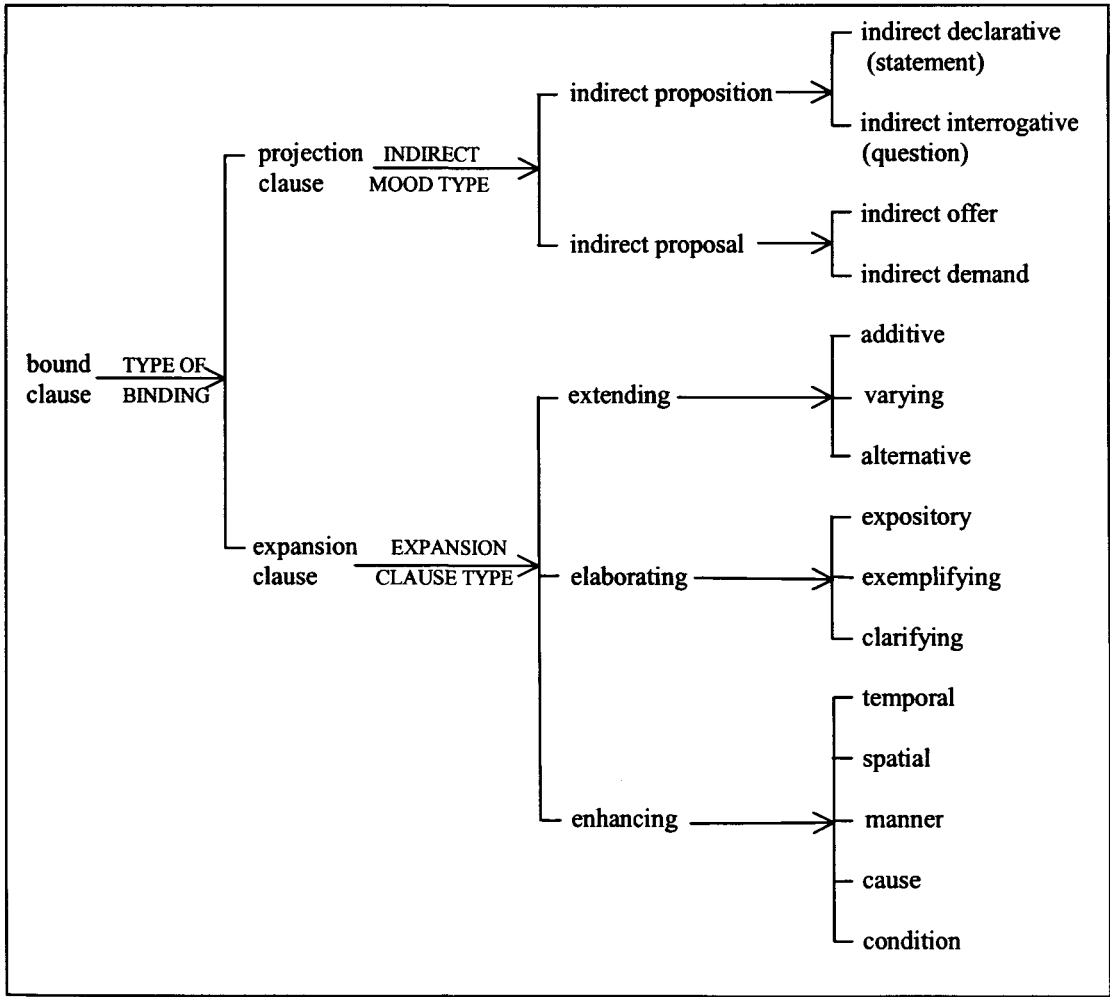 indirect declarative
(statement)
indirect proposition
indirect interrogative
(question)
projection
clause
INDIRECT
MOOD TYPE
indirect offer
indirect proposal
indirect demand
additive
bound
clause
TYPE OF
BINDING
extending
varying
alternative
expository
expansion
clause
EXPANSION
CLAUSE TYPE
elaborating
exemplifying
clarifying
temporal
spatial
enhancing
manner
cause
condition